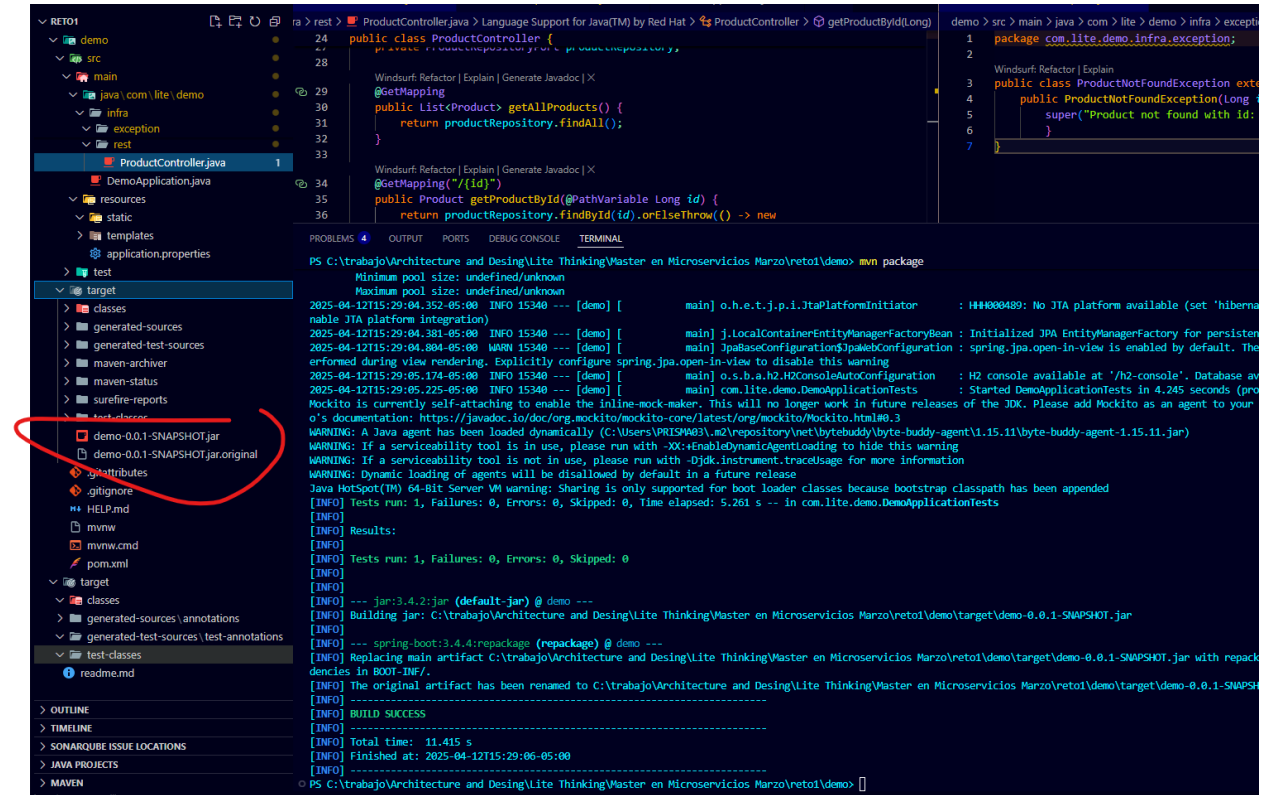 RETO1
demo
src
main
java\com\lite\demo
infra
exception
rest
ProductController.java 1
DemoApplication.java
resources
static
templates
application.properties
test
target
classes
generated-sources
generated-test-sources
maven-archiver
maven-status
surefire-reports
test-classes
demo-0.0.1-SNAPSHOT.jar
demo-0.0.1-SNAPSHOT.jar.original
.gitattributes
.gitignore
HELP.md
mvnw
mvnw.cmd
pom.xml
target
classes
generated-sources\annotations
generated-test-sources\test-annotations
test-classes
readme.md
OUTLINE
TIMELINE
SONARQUBE ISSUE LOCATIONS
JAVA PROJECTS
MAVEN
ra > rest > ProductController.java > Language Support for Java(TM) by Red Hat > ProductController > getProductById(Long)
24 public class ProductController {
27 private ProductRepositoryPort productRepository;
28
Windsurf: Refactor | Explain | Generate Javadoc | X
29 @GetMapping
30 public List<Product> getAllProducts() {
31 return productRepository.findAll();
32 }
33
Windsurf: Refactor | Explain | Generate Javadoc | X
34 @GetMapping("/{id}")
35 public Product getProductById(@PathVariable Long id) {
36 return productRepository.findById(id).orElseThrow(() -> new
demo > src > main > java > com > lite > demo > infra > excepti
1 package com.lite.demo.infra.exception;
2
Windsurf: Refactor | Explain
3 public class ProductNotFoundException exte
4 public ProductNotFoundException(Long
5 super("Product not found with id:
6 }
7 }
PROBLEMS 4 OUTPUT PORTS DEBUG CONSOLE TERMINAL
PS C:\trabajo\Architecture and Desing\Lite Thinking\Master en Microservicios Marzo\reto1\demo> mvn package
Minimum pool size: undefined/unknown
Maximum pool size: undefined/unknown
2025-04-12T15:29:04.352-05:00 INFO 15340 --- [demo] [ main] o.h.e.t.j.p.i.JtaPlatformInitiator : HHH000489: No JTA platform available (set 'hiberna
nable JTA platform integration)
2025-04-12T15:29:04.381-05:00 INFO 15340 --- [demo] [ main] j.LocalContainerEntityManagerFactoryBean : Initialized JPA EntityManagerFactory for persisten
2025-04-12T15:29:04.804-05:00 WARN 15340 --- [demo] [ main] JpaBaseConfiguration$JpaWebConfiguration : spring.jpa.open-in-view is enabled by default. The
erformed during view rendering. Explicitly configure spring.jpa.open-in-view to disable this warning
2025-04-12T15:29:05.174-05:00 INFO 15340 --- [demo] [ main] o.s.b.a.h2.H2ConsoleAutoConfiguration : H2 console available at '/h2-console'. Database av
2025-04-12T15:29:05.225-05:00 INFO 15340 --- [demo] [ main] com.lite.demo.DemoApplicationTests : Started DemoApplicationTests in 4.245 seconds (pro
Mockito is currently self-attaching to enable the inline-mock-maker. This will no longer work in future releases of the JDK. Please add Mockito as an agent to your
o's documentation: https://javadoc.io/doc/org.mockito/mockito-core/latest/org/mockito/Mockito.html#0.3
WARNING: A Java agent has been loaded dynamically (C:\Users\PRISMA03\.m2\repository\net\bytebuddy\byte-buddy-agent\1.15.11\byte-buddy-agent-1.15.11.jar)
WARNING: If a serviceability tool is in use, please run with -XX:+EnableDynamicAgentLoading to hide this warning
WARNING: If a serviceability tool is not in use, please run with -Djdk.instrument.traceUsage for more information
WARNING: Dynamic loading of agents will be disallowed by default in a future release
Java HotSpot(TM) 64-Bit Server VM warning: Sharing is only supported for boot loader classes because bootstrap classpath has been appended
[INFO] Tests run: 1, Failures: 0, Errors: 0, Skipped: 0, Time elapsed: 5.261 s -- in com.lite.demo.DemoApplicationTests
[INFO]
[INFO] Results:
[INFO]
[INFO] Tests run: 1, Failures: 0, Errors: 0, Skipped: 0
[INFO]
[INFO]
[INFO] --- jar:3.4.2:jar (default-jar) @ demo ---
[INFO] Building jar: C:\trabajo\Architecture and Desing\Lite Thinking\Master en Microservicios Marzo\reto1\demo\target\demo-0.0.1-SNAPSHOT.jar
[INFO]
[INFO] --- spring-boot:3.4.4:repackage (repackage) @ demo ---
[INFO] Replacing main artifact C:\trabajo\Architecture and Desing\Lite Thinking\Master en Microservicios Marzo\reto1\demo\target\demo-0.0.1-SNAPSHOT.jar with repack
dencies in BOOT-INF/.
[INFO] The original artifact has been renamed to C:\trabajo\Architecture and Desing\Lite Thinking\Master en Microservicios Marzo\reto1\demo\target\demo-0.0.1-SNAPSH
[INFO] ------------------------------------------------------------------------
[INFO] BUILD SUCCESS
[INFO] ------------------------------------------------------------------------
[INFO] Total time: 11.415 s
[INFO] Finished at: 2025-04-12T15:29:06-05:00
[INFO] ------------------------------------------------------------------------
PS C:\trabajo\Architecture and Desing\Lite Thinking\Master en Microservicios Marzo\reto1\demo>